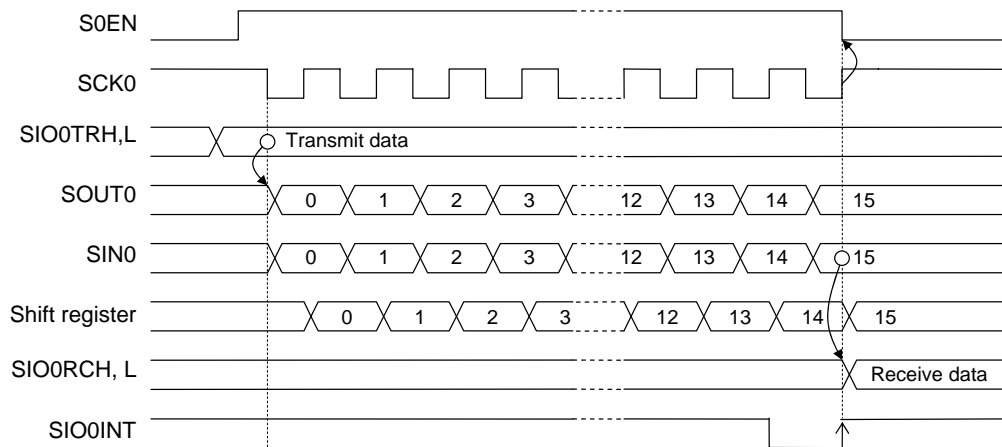 S0EN
SCK0
SIO0TRH,L
Transmit data
SOUT0
0 1 2 3 12 13 14 15
SIN0
0 1 2 3 12 13 14 15
Shift register
0 1 2 3 12 13 14 15
SIO0RCH, L
Receive data
SIO0INT